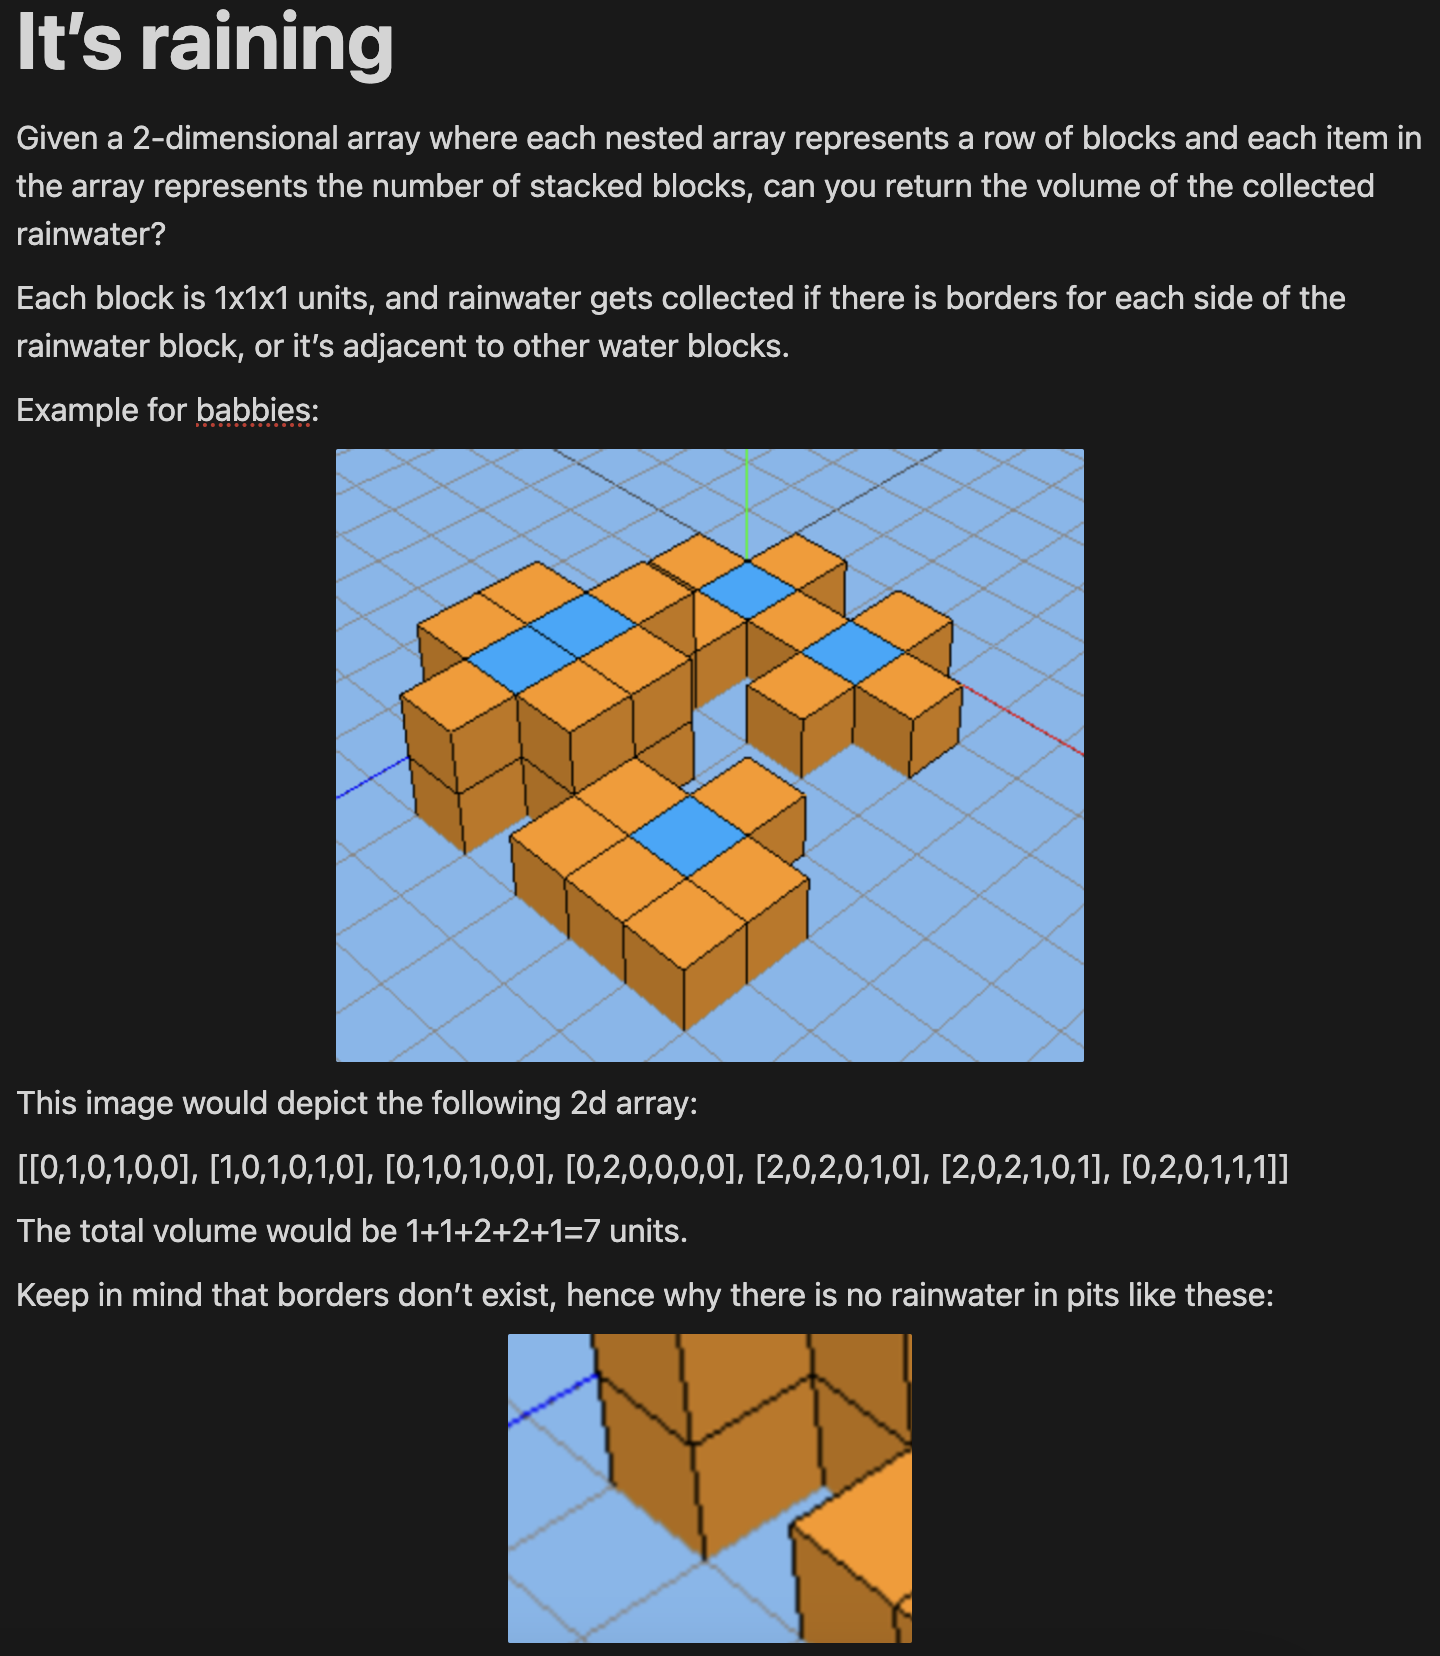 It’s raining
Given a 2-dimensional array where each nested array represents a row of blocks and each item in
the array represents the number of stacked blocks, can you return the volume of the collected
rainwater?
Each block is 1x1x1 units, and rainwater gets collected if there is borders for each side of the
rainwater block, or it’s adjacent to other water blocks.
Example for babbies:
This image would depict the following 2d array:
[[0,1,0,1,0,0], [1,0,1,0,1,0], [0,1,0,1,0,0], [0,2,0,0,0,0], [2,0,2,0,1,0], [2,0,2,1,0,1], [0,2,0,1,1,1]]
The total volume would be 1+1+2+2+1=7 units.
Keep in mind that borders don’t exist, hence why there is no rainwater in pits like these: